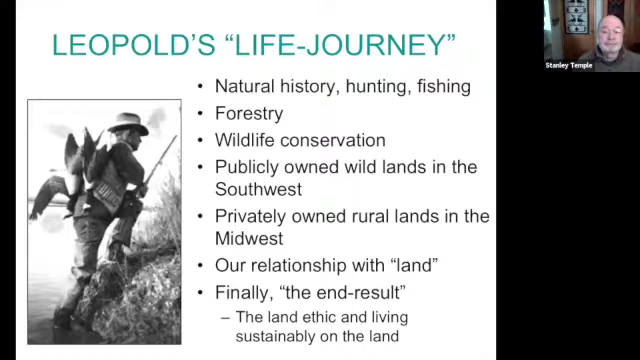 LEOPOLD'S “LIFE-JOURNEY”
• Natural history, hunting, fishing
• Forestry
• Wildlife conservation
• Publicly owned wild lands in the
Southwest
• Privately owned rural lands in the
Midwest
• Our relationship with “land”
• Finally, “the end-result”
– The land ethic and living
sustainably on the land
Stanley Temple